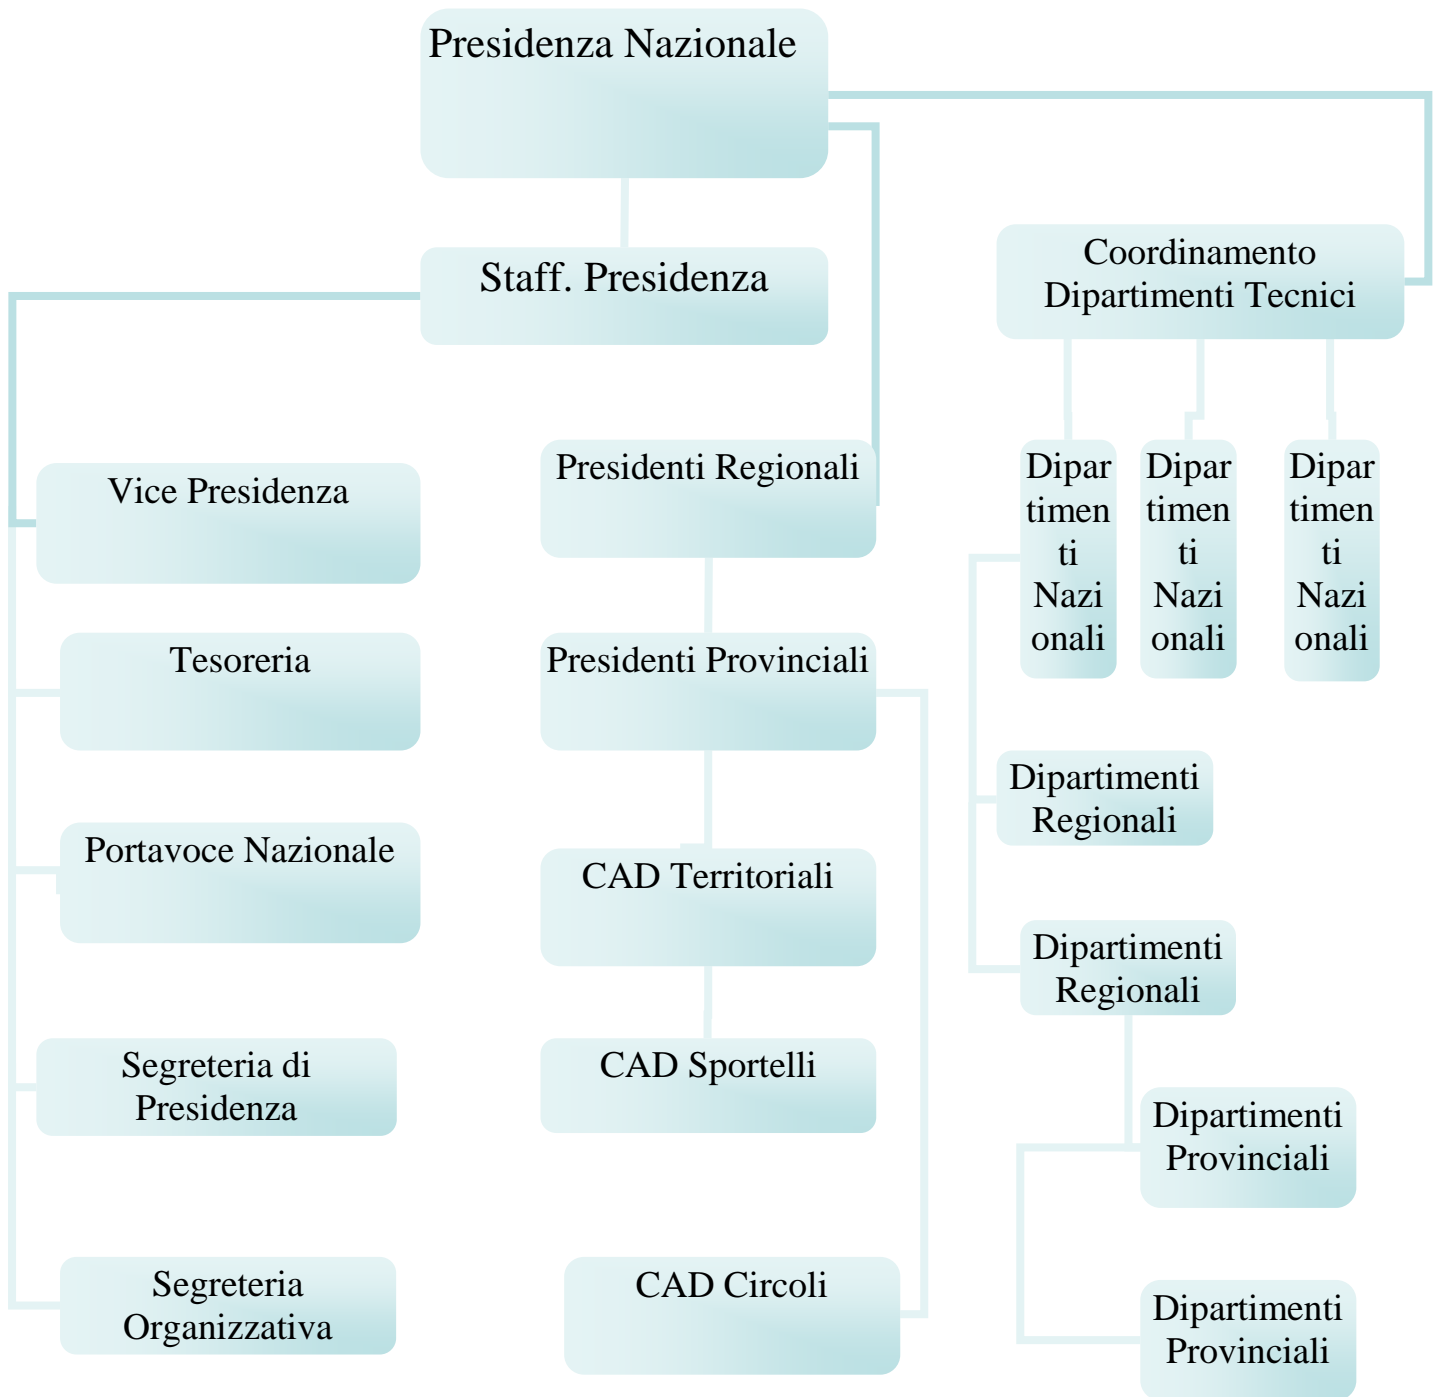 Presidenza Nazionale
Staff. Presidenza
Coordinamento
Dipartimenti Tecnici
Vice Presidenza
Tesoreria
Portavoce Nazionale
Segreteria di
Presidenza
Segreteria
Organizzativa
Presidenti Regionali
Presidenti Provinciali
CAD Territoriali
CAD Sportelli
CAD Circoli
Dipar
timen
ti
Nazi
onali
Dipar
timen
ti
Nazi
onali
Dipar
timen
ti
Nazi
onali
Dipartimenti
Regionali
Dipartimenti
Regionali
Dipartimenti
Provinciali
Dipartimenti
Provinciali